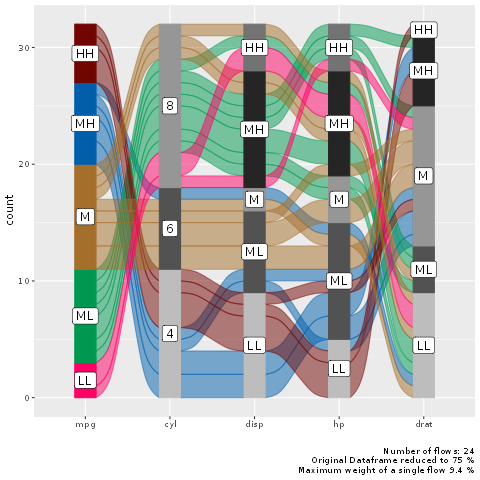 HH
MH
M
ML
LL
8
6
4
HH
MH
M
ML
LL
HH
MH
M
ML
LL
HH
MH
M
ML
LL
30
20
10
0
count
mpg cyl disp hp drat
Number of flows: 24
Original Dataframe reduced to 75 %
Maximum weight of a single flow 9.4 %